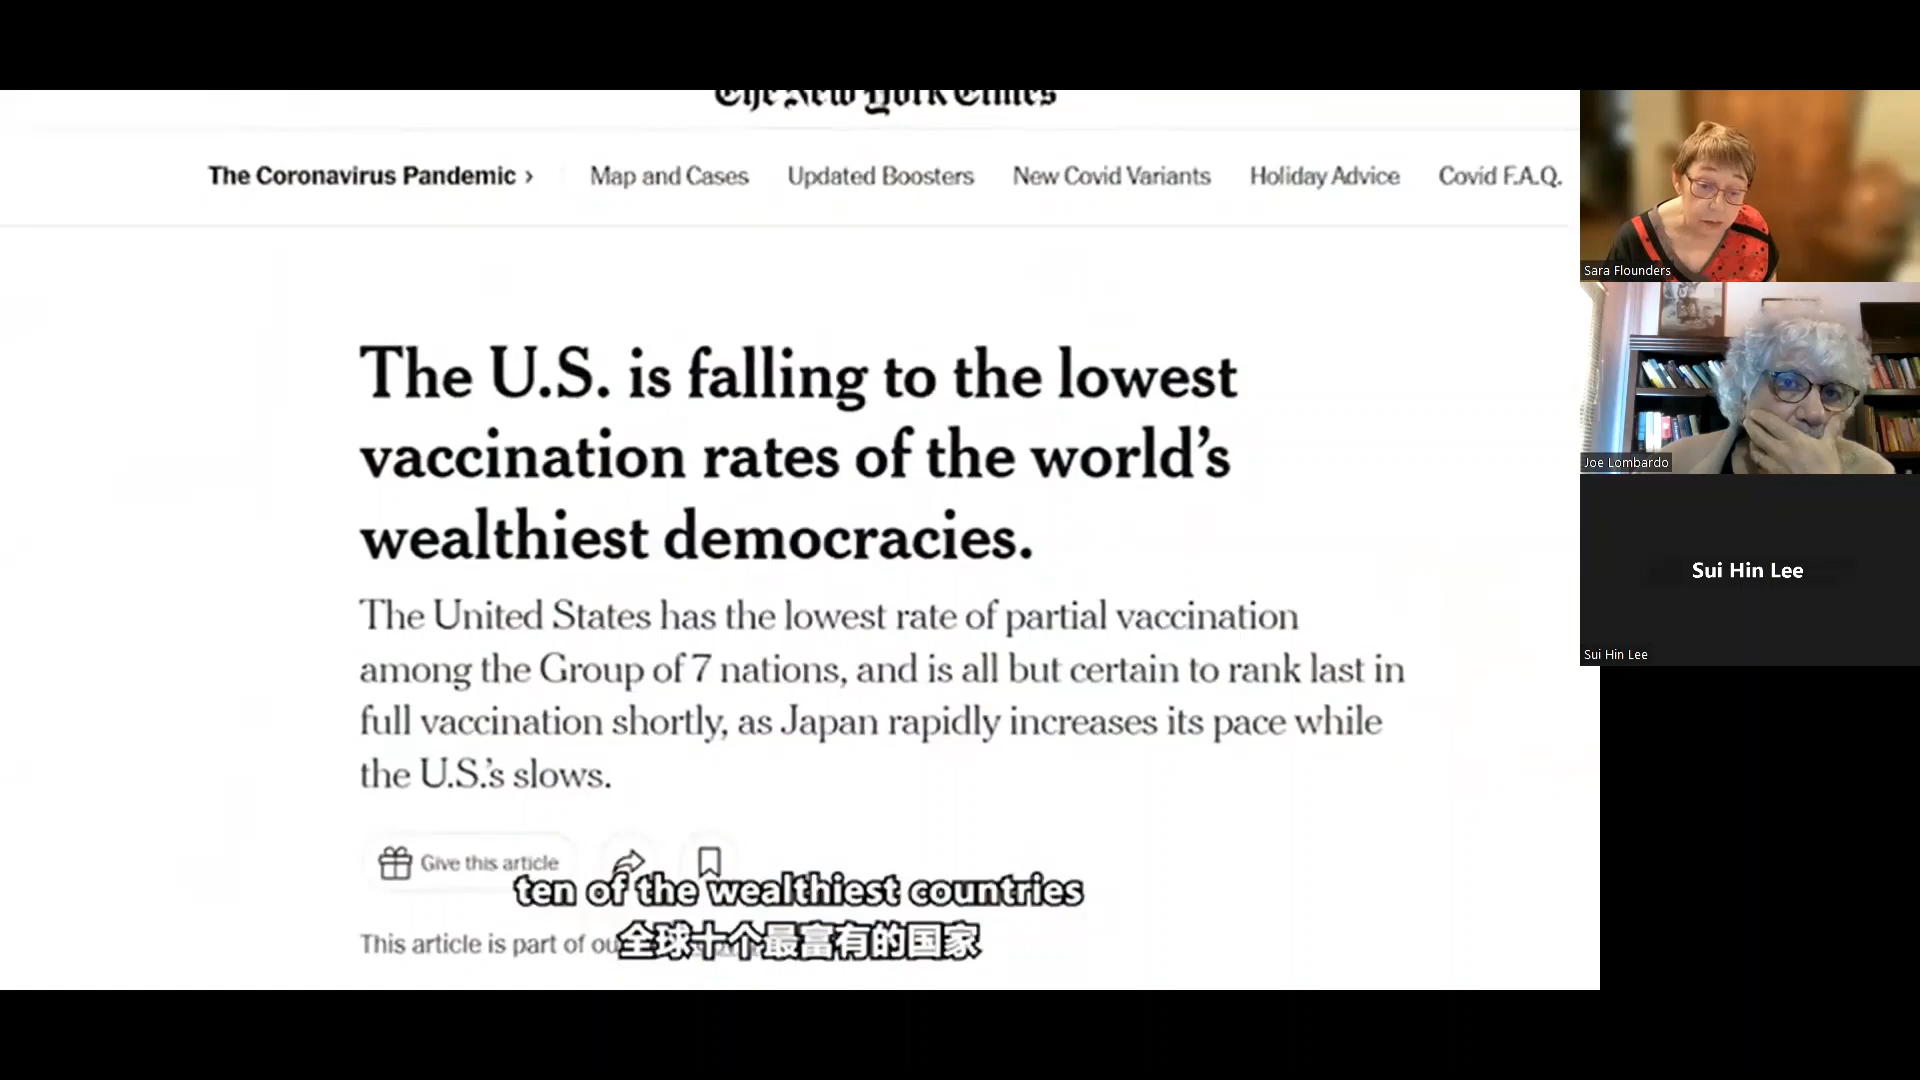 The New York Times
The Coronavirus Pandemic › Map and Cases Updated Boosters New Covid Variants Holiday Advice Covid F.A.Q.
The U.S. is falling to the lowest
vaccination rates of the world’s
wealthiest democracies.
The United States has the lowest rate of partial vaccination
among the Group of 7 nations, and is all but certain to rank last in
full vaccination shortly, as Japan rapidly increases its pace while
the U.S.’s slows.
Give this article
ten of the wealthiest countries
This article is part of
全球十个最富有的国家
Sara Flounders
Joe Lombardo
Sui Hin Lee
Sui Hin Lee